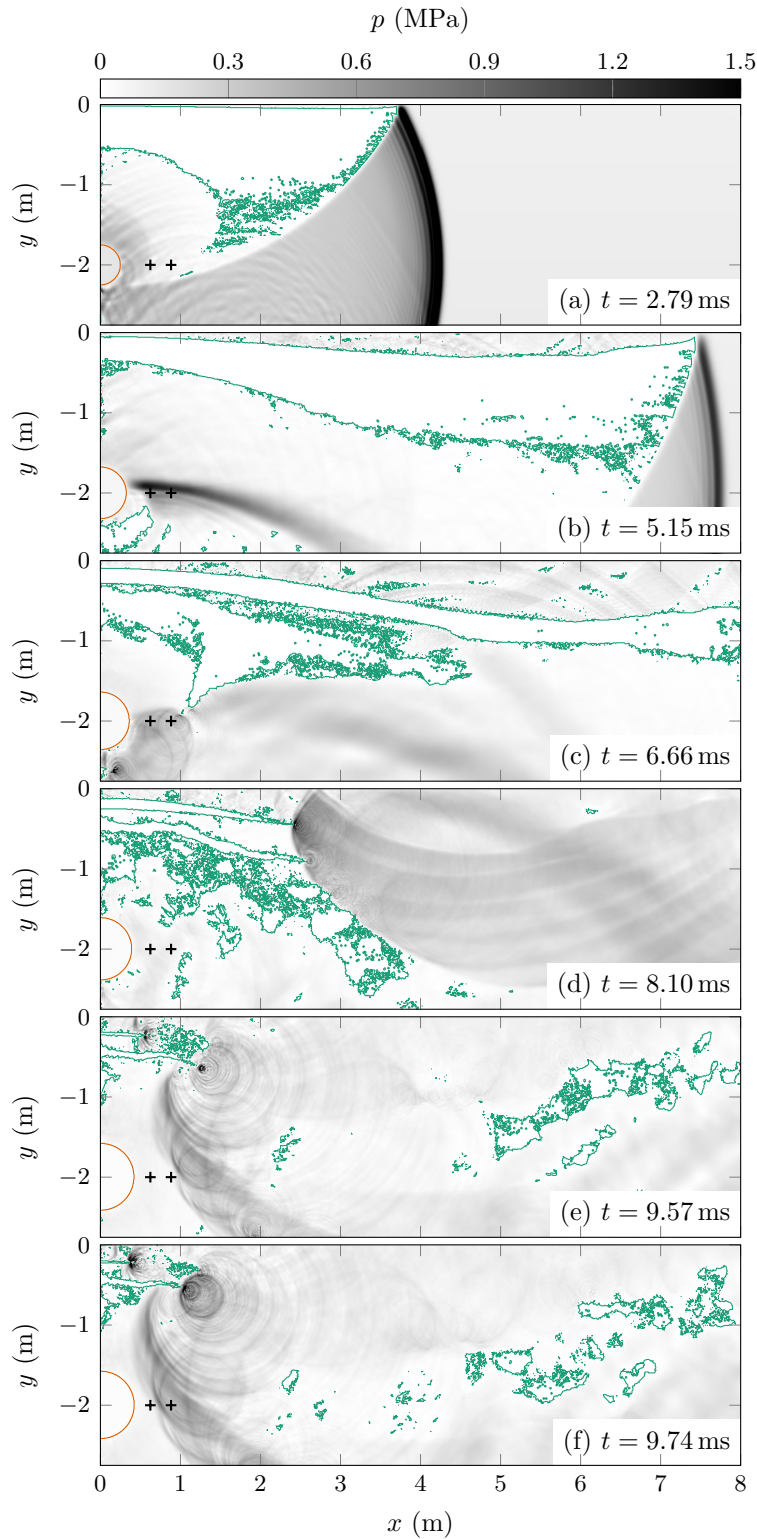 p (MPa)
0 0.3 0.6 0.9 1.2 1.5
0
−1
−2
y (m)
(a) t = 2.79 ms
0
−1
−2
y (m)
(b) t = 5.15 ms
0
−1
−2
y (m)
(c) t = 6.66 ms
0
−1
−2
y (m)
(d) t = 8.10 ms
0
−1
−2
y (m)
(e) t = 9.57 ms
0
−1
−2
y (m)
(f) t = 9.74 ms
0 1 2 3 4 5 6 7 8
x (m)